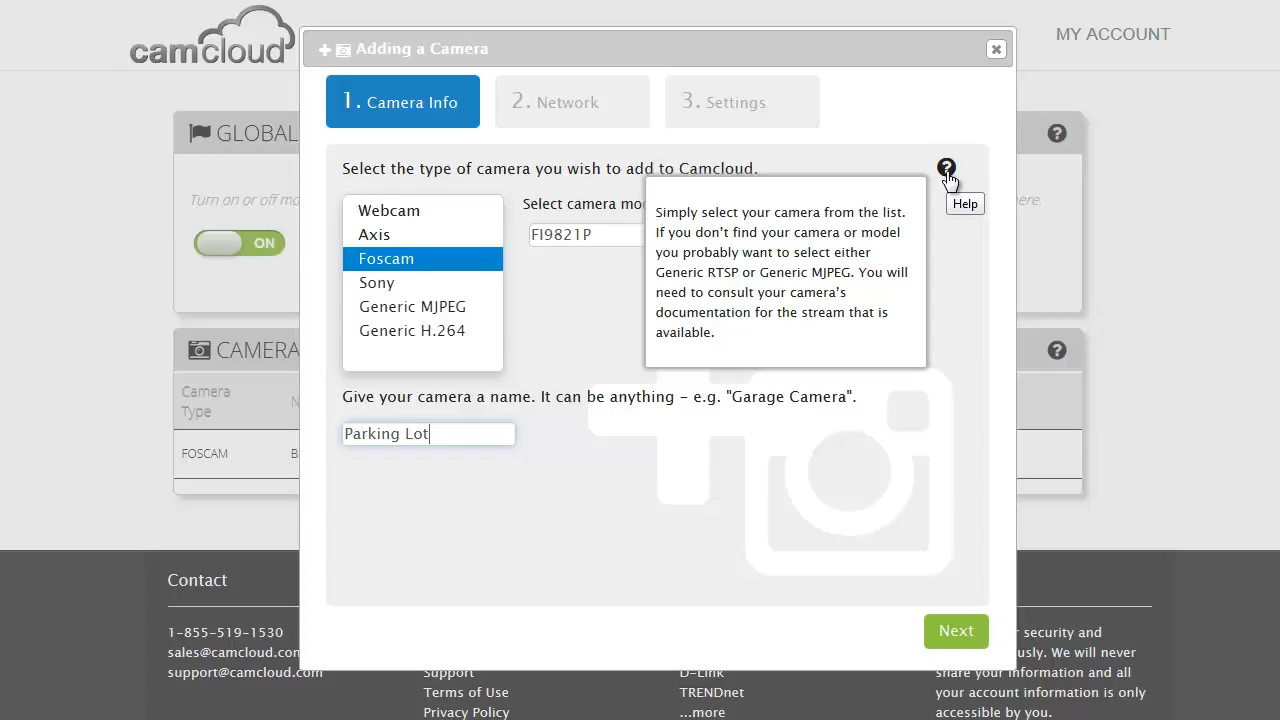 camcloud
MY ACCOUNT
Adding a Camera
1. Camera Info
2. Network
3. Settings
GLOBAL
Turn on or off mo
here.
ON
Select the type of camera you wish to add to Camcloud.
Webcam
Axis
Foscam
Sony
Generic MJPEG
Generic H.264
Select camera mo
FI9821P
Help
Simply select your camera from the list.
If you don't find your camera or model
you probably want to select either
Generic RTSP or Generic MJPEG. You will
need to consult your camera's
documentation for the stream that is
available.
CAMERA
Camera
Type
N
FOSCAM
B
Give your camera a name. It can be anything - e.g. "Garage Camera".
Parking Lot
Next
Contact
1-855-519-1530
sales@camcloud.com
support@camcloud.com
Support
Terms of Use
Privacy Policy
D-Link
TRENDnet
...more
r security and
usly. We will never
share your information and all
your account information is only
accessible by you.